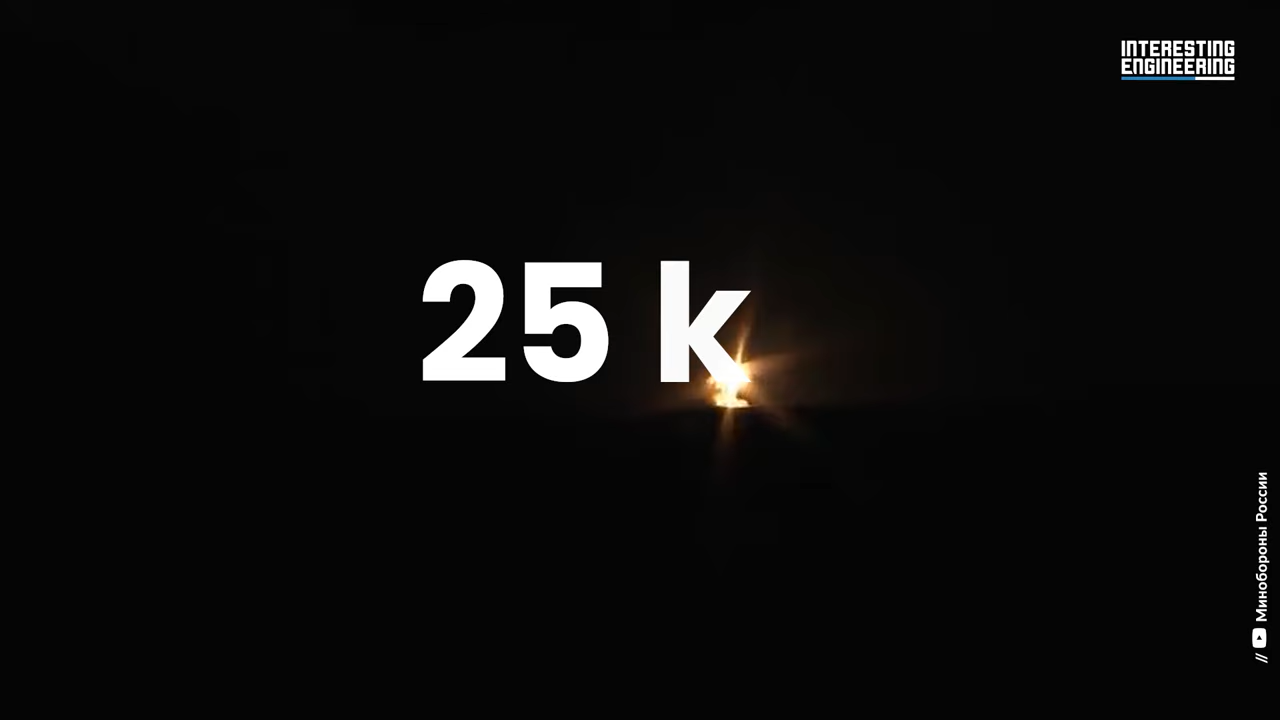 INTERESTING
ENGINEERING
25 k
// Минобороны России